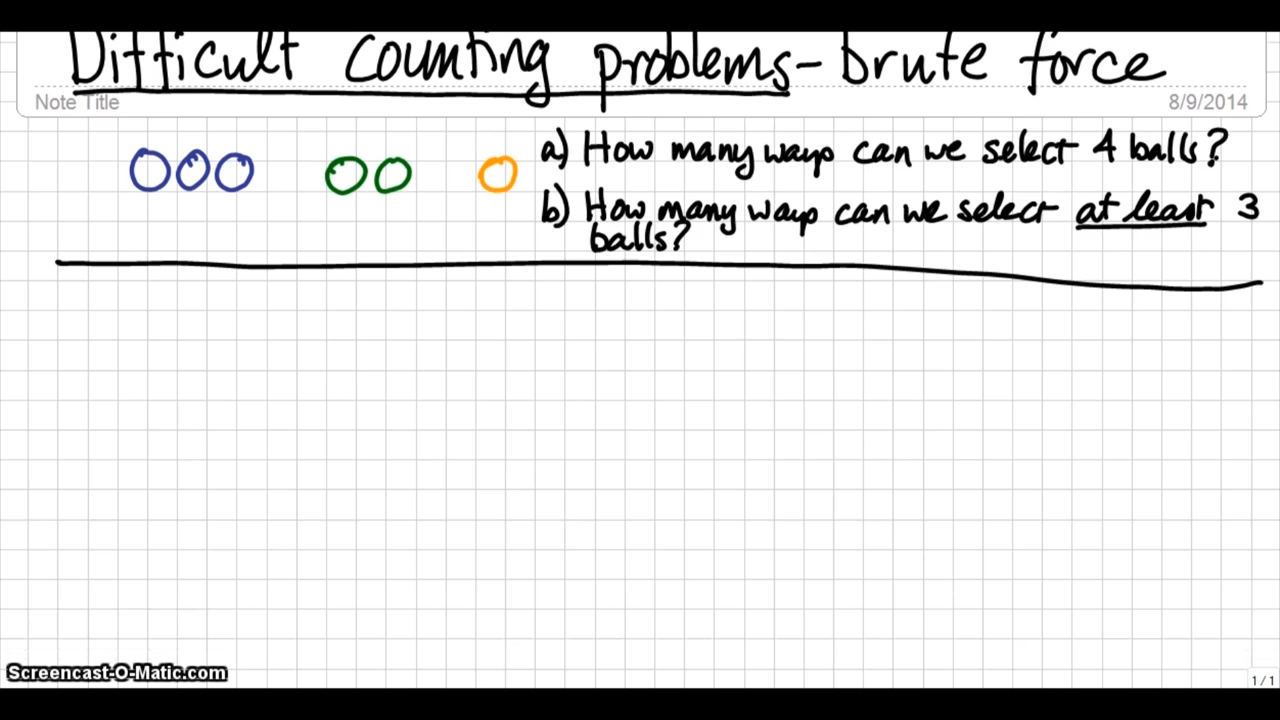 Difficult counting problems - brute force
Note Title
8/9/2014
a) How many ways can we select 4 balls?
b) How many ways can we select at least 3
balls?
Screencast-O-Matic.com
1 / 1